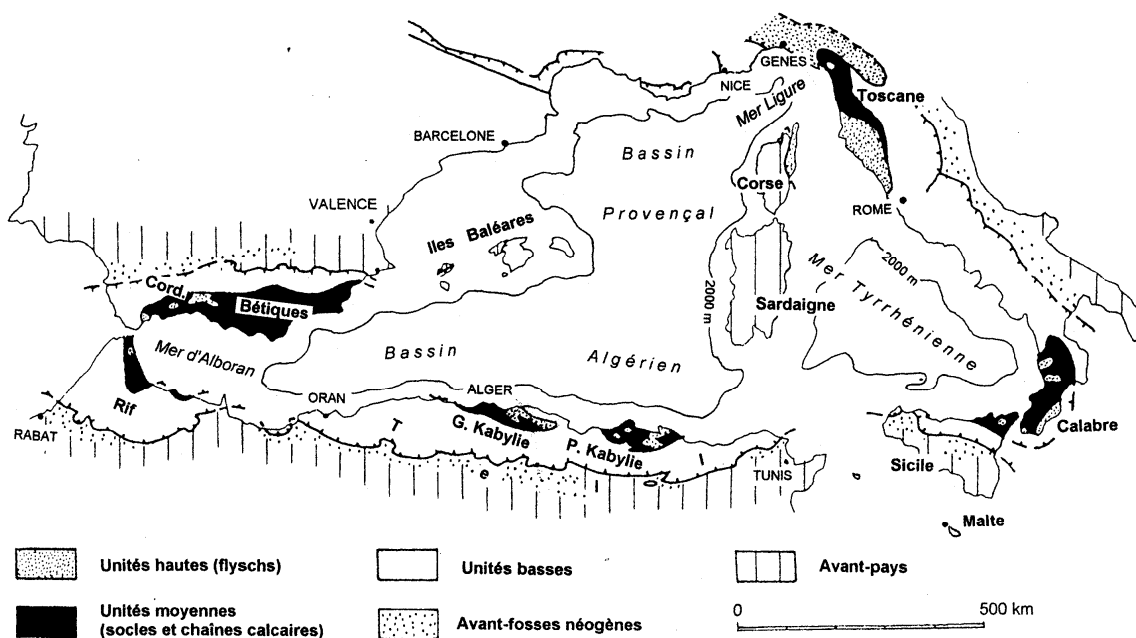 GENES
NICE
Toscane
Mer Ligure
BARCELONE
Bassin
Corse
VALENCE
Provençal
ROME
Iles Baléares
2000 m
Mer Tyrrhénienne
Cord.
Bétiques
2000 m
Sardaigne
Mer d'Alboran
Bassin
Algérien
ORAN
ALGER
Rif
T
G. Kabylie
Calabre
RABAT
P. Kabylie
l
e
l
TUNIS
Sicile
Malte
Unités hautes (flyschs)
Unités basses
Avant-pays
Unités moyennes
(socles et chaînes calcaires)
Avant-fosses néogènes
0
500 km